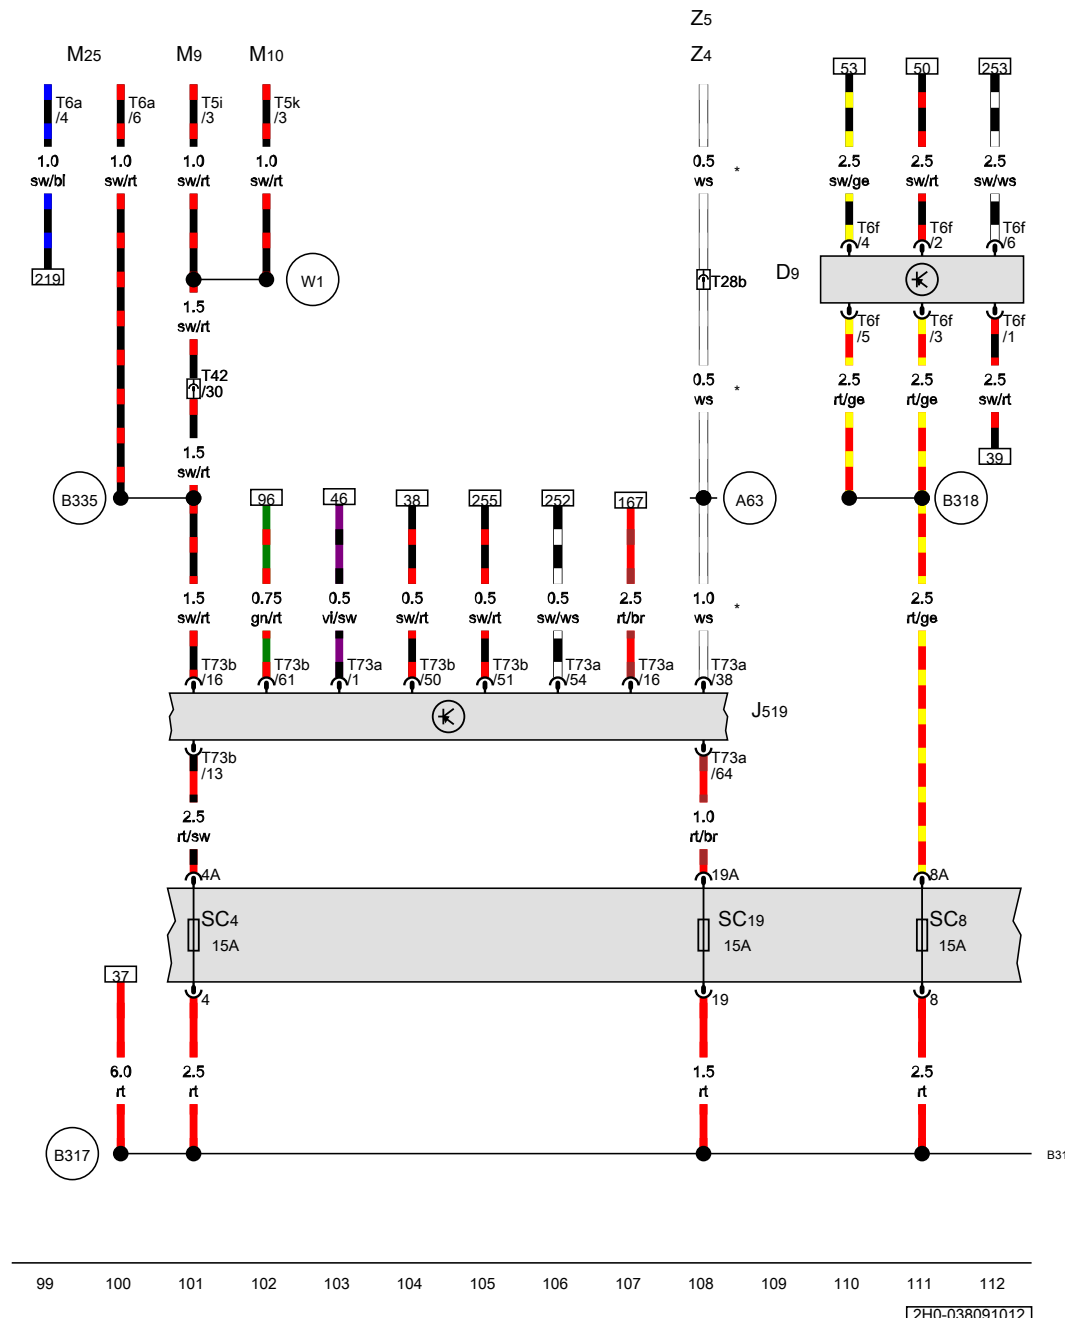 Z5
M25 M9 M10 Z4
53 50 253
T6a /4 T6a /6 T5i /3 T5k /3
1.0 sw/bl 1.0 sw/rt 1.0 sw/rt 1.0 sw/rt 0.5 ws * 2.5 sw/ge 2.5 sw/rt 2.5 sw/ws
T6f /4 T6f /2 T6f /6
219 W1 T28b D9
1.5 sw/rt
T6f /5 T6f /3 T6f /1
T42 /30
0.5 ws * 2.5 rt/ge 2.5 rt/ge 2.5 sw/rt
1.5 sw/rt 39
B335 96 46 38 255 252 167 A63 B318
1.5 sw/rt 0.75 gn/rt 0.5 vi/sw 0.5 sw/rt 0.5 sw/rt 0.5 sw/ws 2.5 rt/br 1.0 ws * 2.5 rt/ge
T73b /16 T73b /61 T73a /1 T73b /50 T73b /51 T73a /54 T73a /16 T73a /38
J519
T73b /13 T73a /64
2.5 rt/sw 1.0 rt/br
4A 19A 8A
SC4 15A SC19 15A SC8 15A
37 4 19 8
6.0 rt 2.5 rt 1.5 rt 2.5 rt
B317 B31
99 100 101 102 103 104 105 106 107 108 109 110 111 112
2H0-038091012